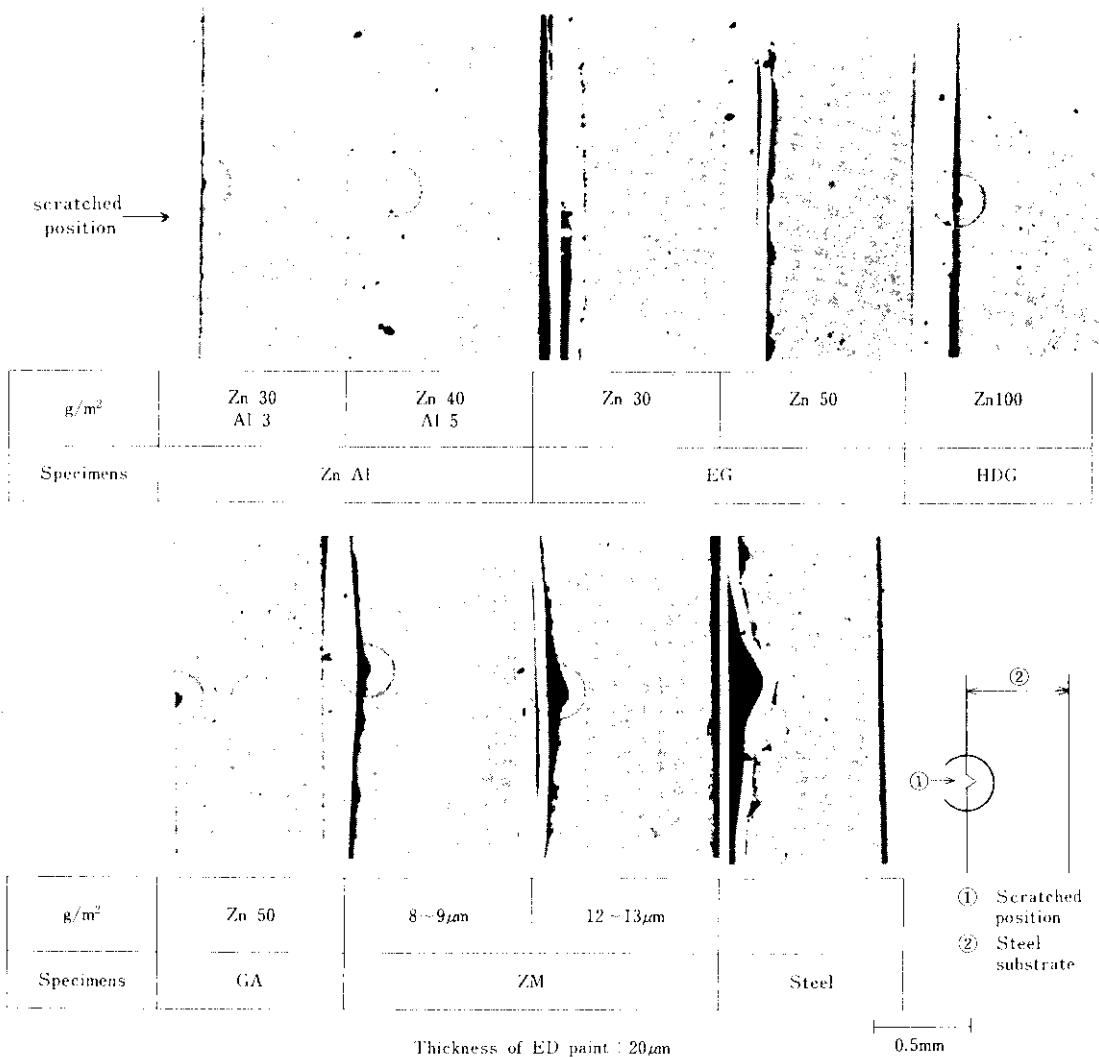 scratched
position
g/m²
Zn 30
Al 3
Zn 40
Al 5
Zn 30
Zn 50
Zn100
Specimens
Zn Al
EG
HDG
②
①
g/m²
Zn 50
8~9μm
12~13μm
Specimens
GA
ZM
Steel
① Scratched
position
② Steel
substrate
0.5mm
Thickness of ED paint : 20μm